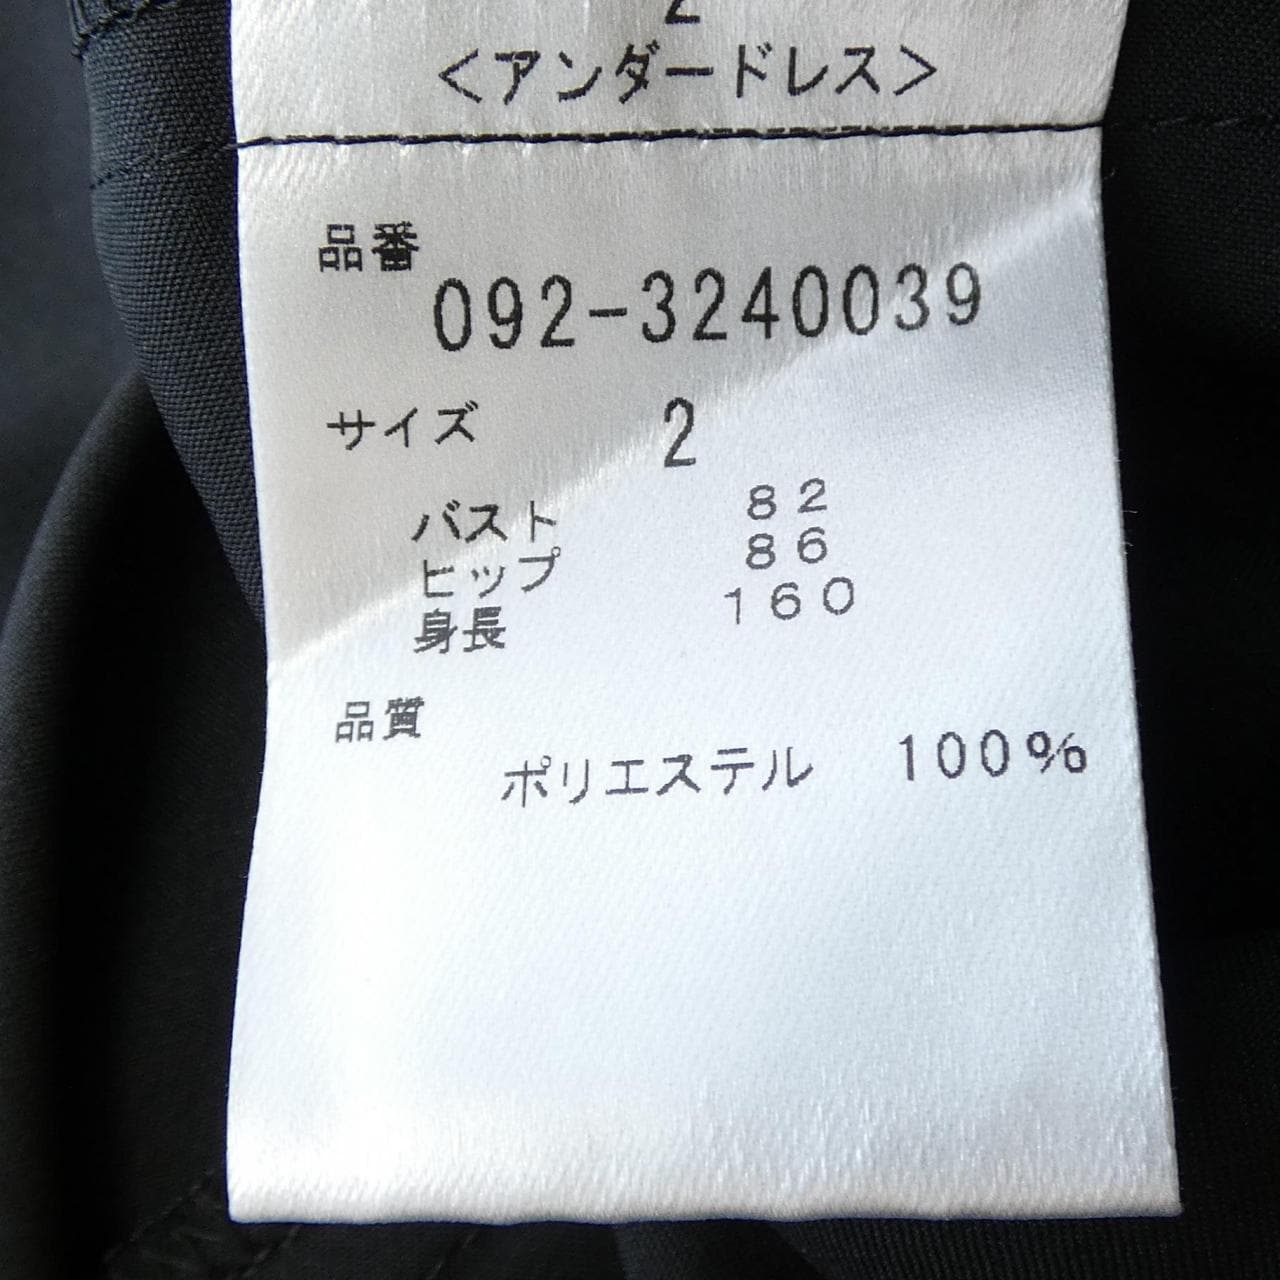 2
＜アンダードレス＞
品番
092-3240039
サイズ 2
バスト 82
ヒップ 86
身長 160
品質
ポリエステル 100%